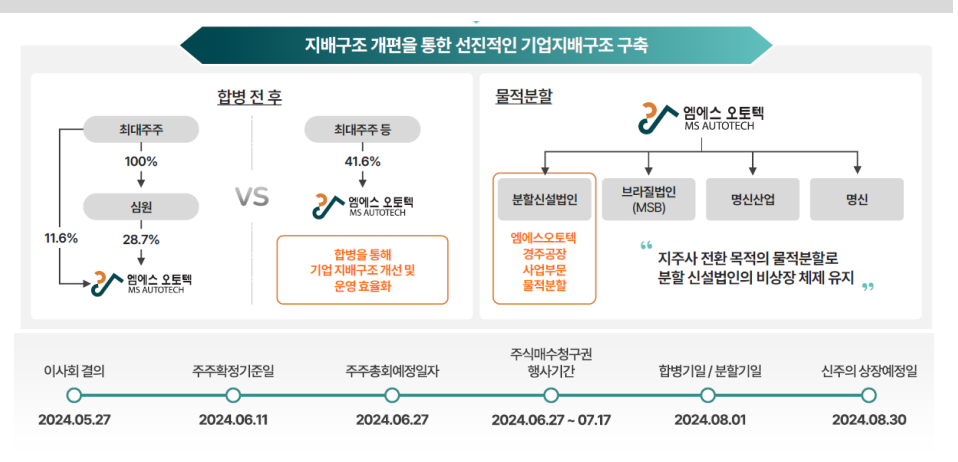 지배구조 개편을 통한 선진적인 기업지배구조 구축
합병 전 후
최대주주
100%
심원
11.6%
28.7%
엠에스 오토텍
MS AUTOTECH
VS
최대주주 등
41.6%
엠에스 오토텍
MS AUTOTECH
합병을 통해
기업 지배구조 개선 및
운영 효율화
물적분할
엠에스 오토텍
MS AUTOTECH
분할신설법인
브라질법인
(MSB)
명신산업
명신
엠에스오토텍
경주공장
사업부문
물적분할
“ 지주사 전환 목적의 물적분할로
분할 신설법인의 비상장 체제 유지 ”
이사회 결의
주주확정기준일
주주총회예정일자
주식매수청구권
행사기간
합병기일 / 분할기일
신주의 상장예정일
2024.05.27
2024.06.11
2024.06.27
2024.06.27 ~ 07.17
2024.08.01
2024.08.30